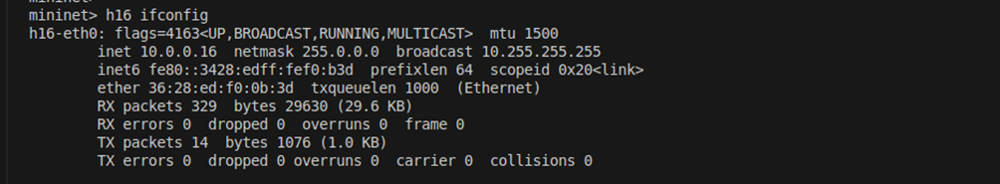 mininet> h16 ifconfig
h16-eth0: flags=4163<UP,BROADCAST,RUNNING,MULTICAST>  mtu 1500
        inet 10.0.0.16  netmask 255.0.0.0  broadcast 10.255.255.255
        inet6 fe80::3428:edff:fef0:b3d  prefixlen 64  scopeid 0x20<link>
        ether 36:28:ed:f0:0b:3d  txqueuelen 1000  (Ethernet)
        RX packets 329  bytes 29630 (29.6 KB)
        RX errors 0  dropped 0  overruns 0  frame 0
        TX packets 14  bytes 1076 (1.0 KB)
        TX errors 0  dropped 0 overruns 0  carrier 0  collisions 0